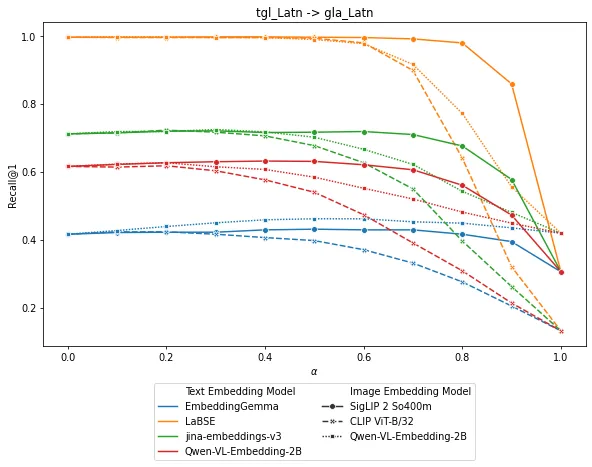 tgl_Latn -> gla_Latn
Recall@1
1.0
0.8
0.6
0.4
0.2
0.0 0.2 0.4 0.6 0.8 1.0
α
Text Embedding Model Image Embedding Model
EmbeddingGemma SigLIP 2 So400m
LaBSE CLIP ViT-B/32
jina-embeddings-v3 Qwen-VL-Embedding-2B
Qwen-VL-Embedding-2B